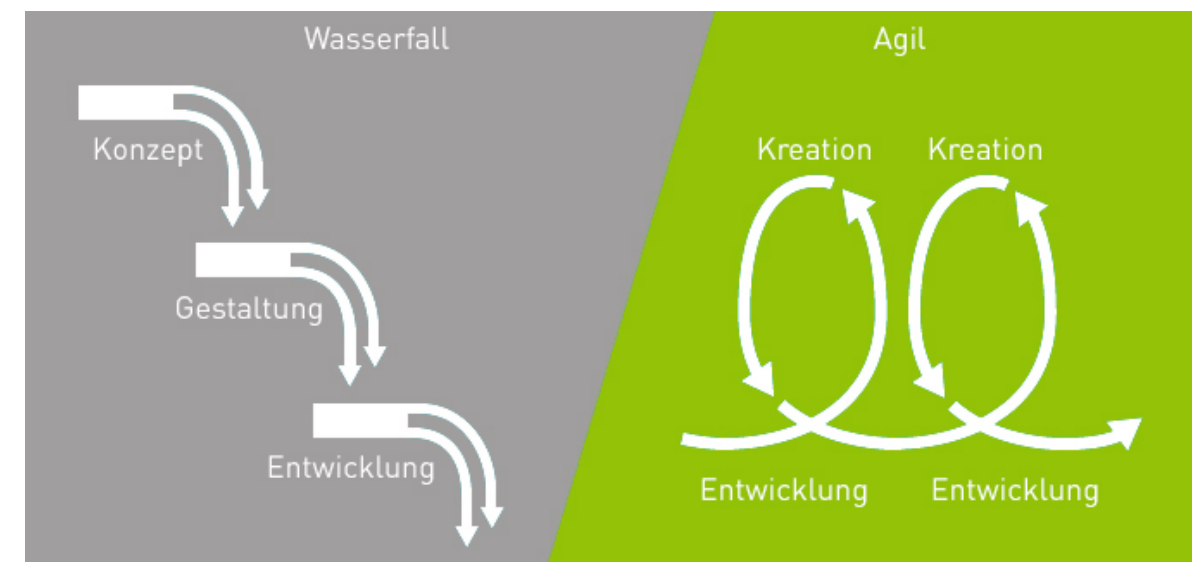 Wasserfall
Konzept
Gestaltung
Entwicklung
Agil
Kreation
Kreation
Entwicklung
Entwicklung